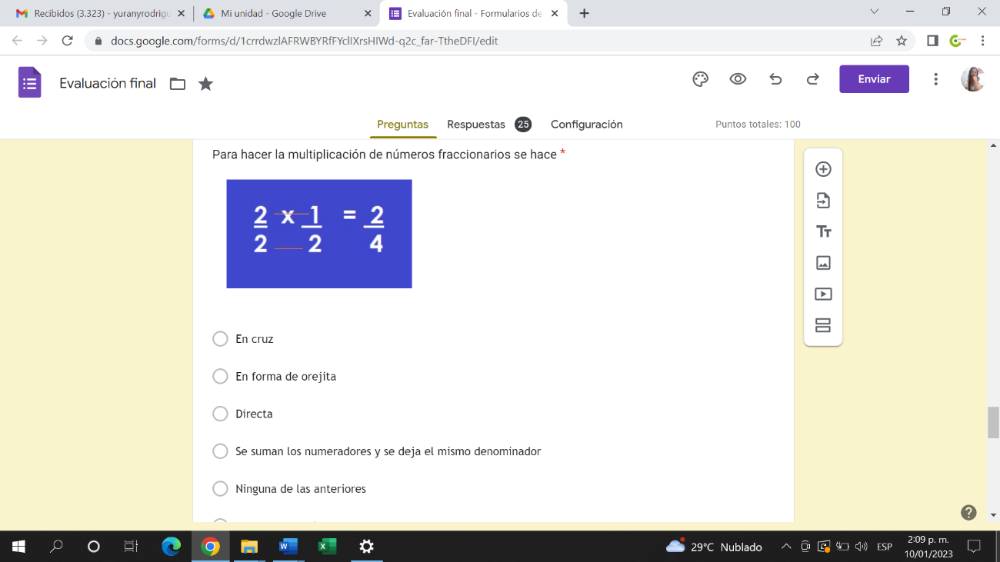 Recibidos (3.323) - yuranyrodrigu
Mi unidad - Google Drive
Evaluación final - Formularios de
docs.google.com/forms/d/1crrdwzlAFRWBYRfFYclIXrsHIWd-q2c_far-TtheDFI/edit
Evaluación final
Enviar
Preguntas Respuestas 25 Configuración
Puntos totales: 100
Para hacer la multiplicación de números fraccionarios se hace *
2 x 1 = 2
2 2 4
En cruz
En forma de orejita
Directa
Se suman los numeradores y se deja el mismo denominador
Ninguna de las anteriores
29°C Nublado
ESP
2:09 p. m.
10/01/2023